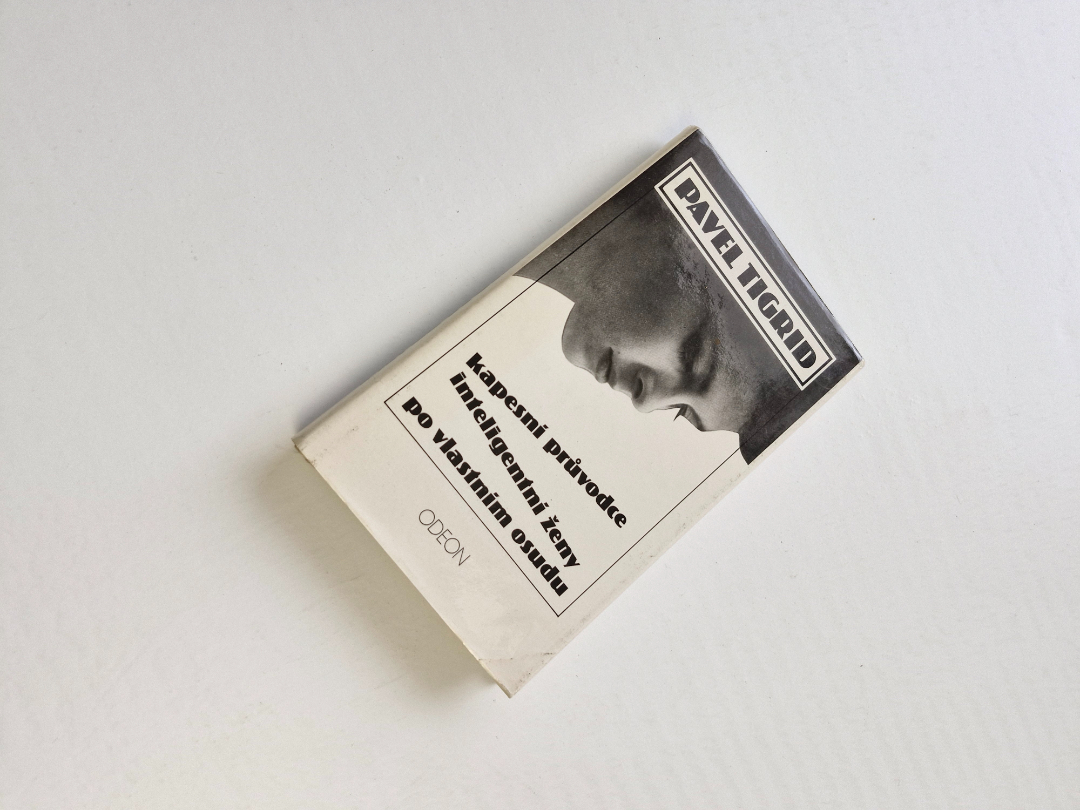 PAVEL TIGRID
kapesní průvodce
inteligentní ženy
po vlastním osudu
ODEON